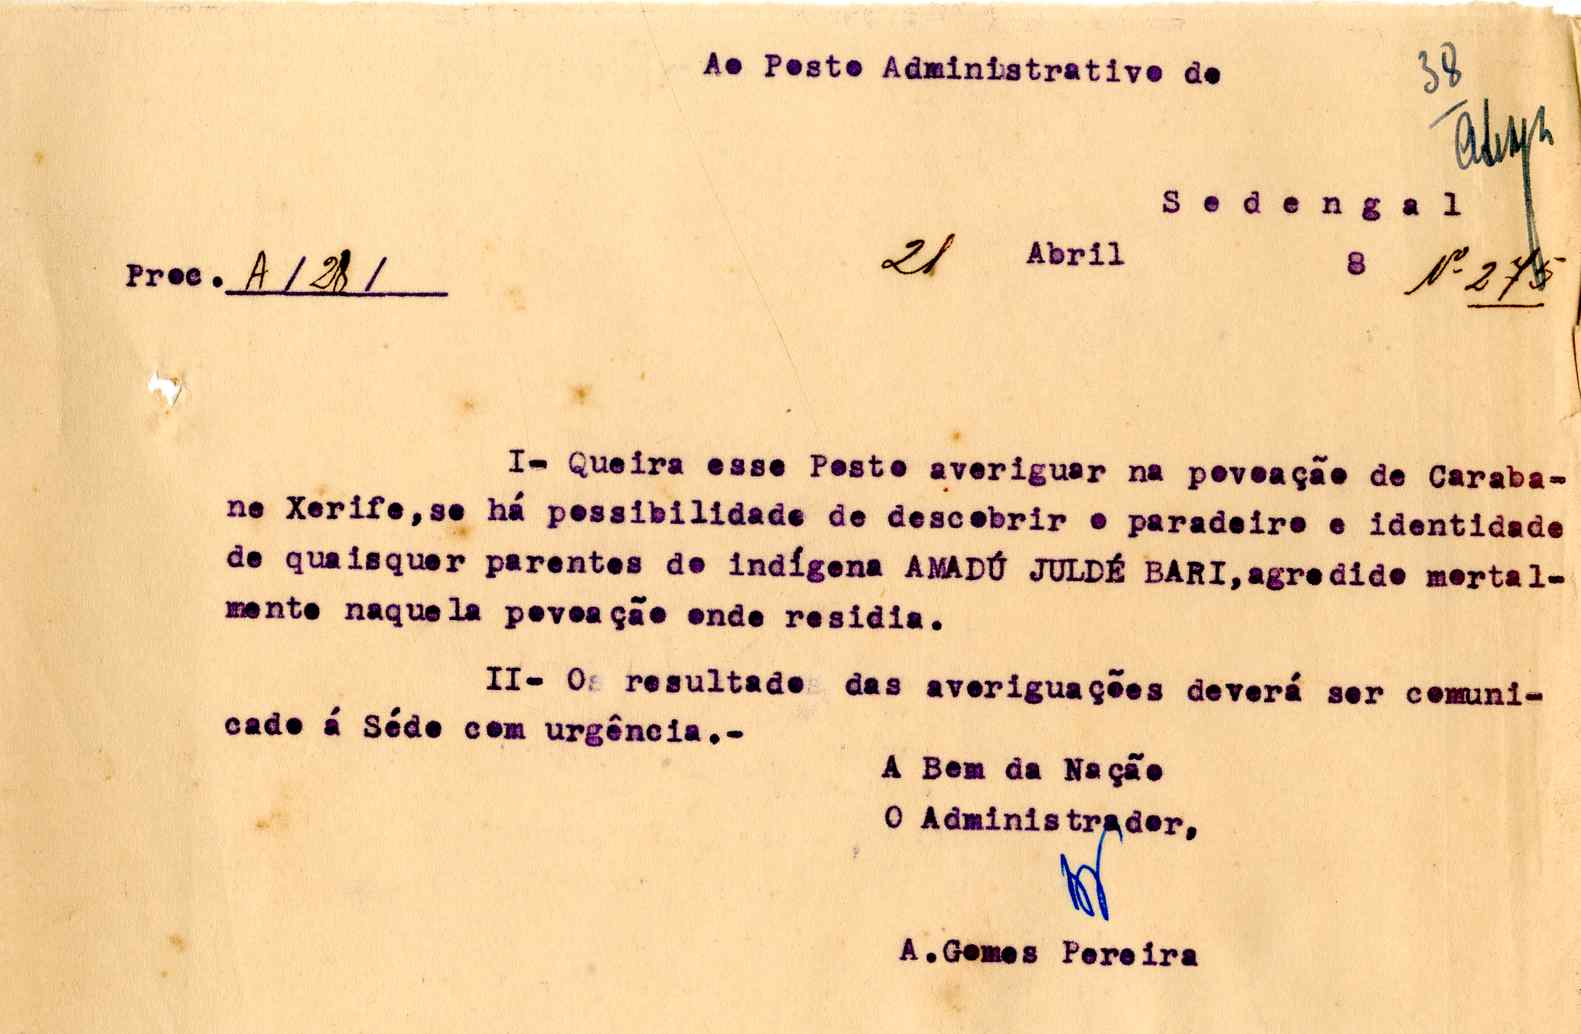 Ao Posto Administrativo de
38
Sedengal
Proc. A/28/ 21 Abril 8 Nº 275
I- Queira esse Posto averiguar na povoação de Caraba-
ne Xerife,se há possibilidade de descobrir o paradeiro e identidade
de quaisquer parentes do indígena AMADÚ JULDÉ BARI,agredido mortal-
mente naquela povoação onde residia.
II- O resultado das averiguações deverá ser comuni-
cado á Séde com urgência.-
A Bem da Nação
O Administrador,
A.Gomes Pereira